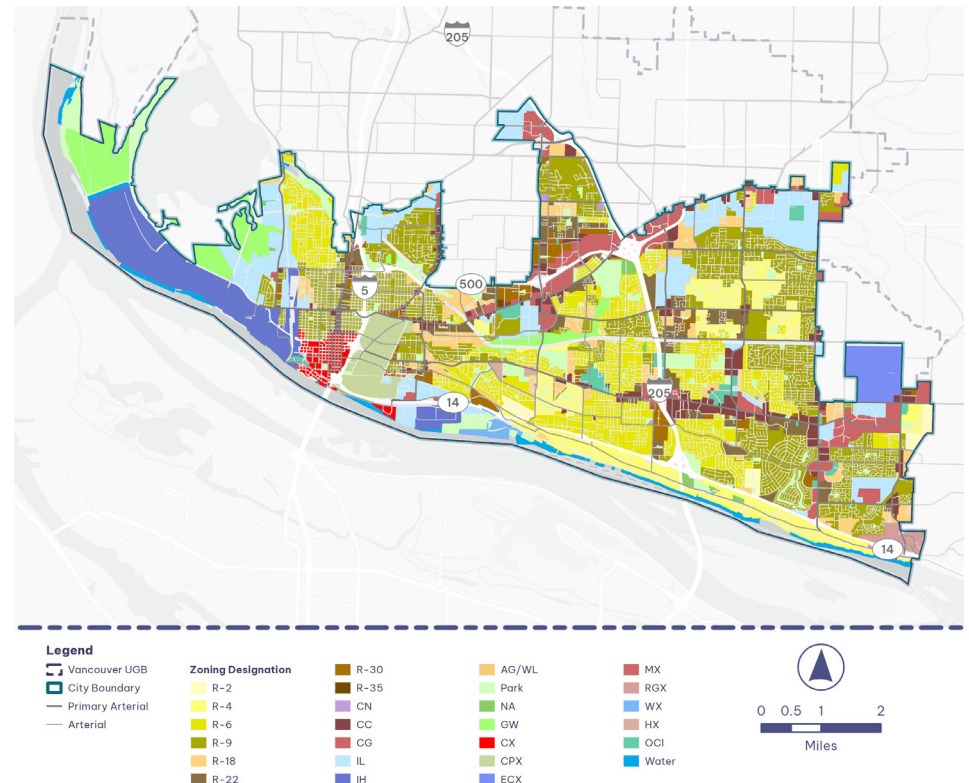 205
5
500
14
205
14
Legend
Vancouver UGB
City Boundary
Primary Arterial
Arterial
Zoning Designation
R-2
R-4
R-6
R-9
R-18
R-22
R-30
R-35
CN
CC
CG
IL
IH
AG/WL
Park
NA
GW
CX
CPX
ECX
MX
RGX
WX
HX
OCI
Water
0 0.5 1 2
Miles